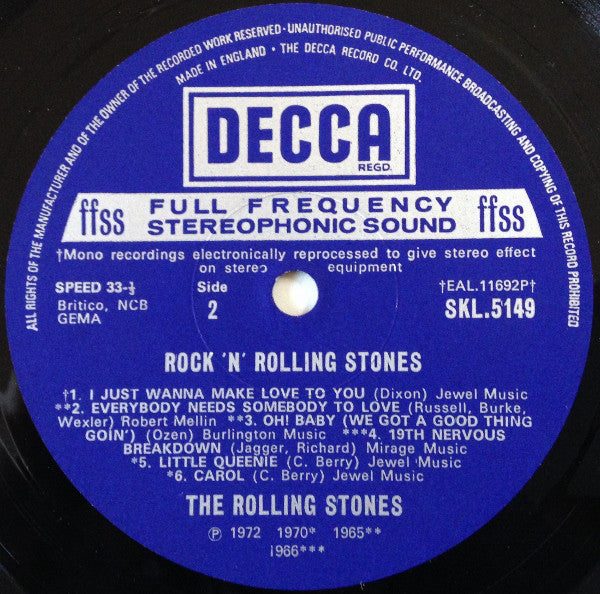 ALL RIGHTS OF THE MANUFACTURER AND OF THE OWNER OF THE RECORDED WORK RESERVED · UNAUTHORISED PUBLIC PERFORMANCE BROADCASTING AND COPYING OF THIS RECORD PROHIBITED
MADE IN ENGLAND · THE DECCA RECORD CO. LTD.
DECCA
REGD.
ffss FULL FREQUENCY ffss
STEREOPHONIC SOUND
†Mono recordings electronically reprocessed to give stereo effect
on stereo equipment
SPEED 33-⅓ Side †EAL.11692P†
Britico, NCB 2 SKL.5149
GEMA
ROCK 'N' ROLLING STONES
†1. I JUST WANNA MAKE LOVE TO YOU (Dixon) Jewel Music
**2. EVERYBODY NEEDS SOMEBODY TO LOVE (Russell, Burke,
Wexler) Robert Mellin **3. OH! BABY (WE GOT A GOOD THING
GOIN') (Ozen) Burlington Music ***4. 19TH NERVOUS
BREAKDOWN (Jagger, Richard) Mirage Music
*5. LITTLE QUEENIE (C. Berry) Jewel Music
*6. CAROL (C. Berry) Jewel Music
THE ROLLING STONES
℗ 1972 1970* 1965**
1966***